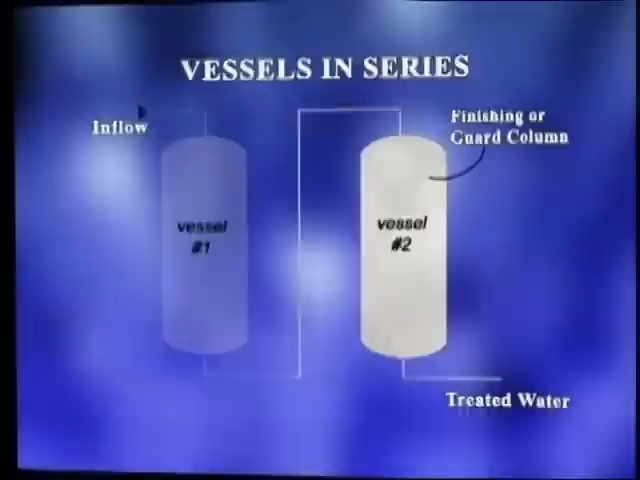 VESSELS IN SERIES
Inflow
Finishing or
Guard Column
vessel
#1
vessel
#2
Treated Water